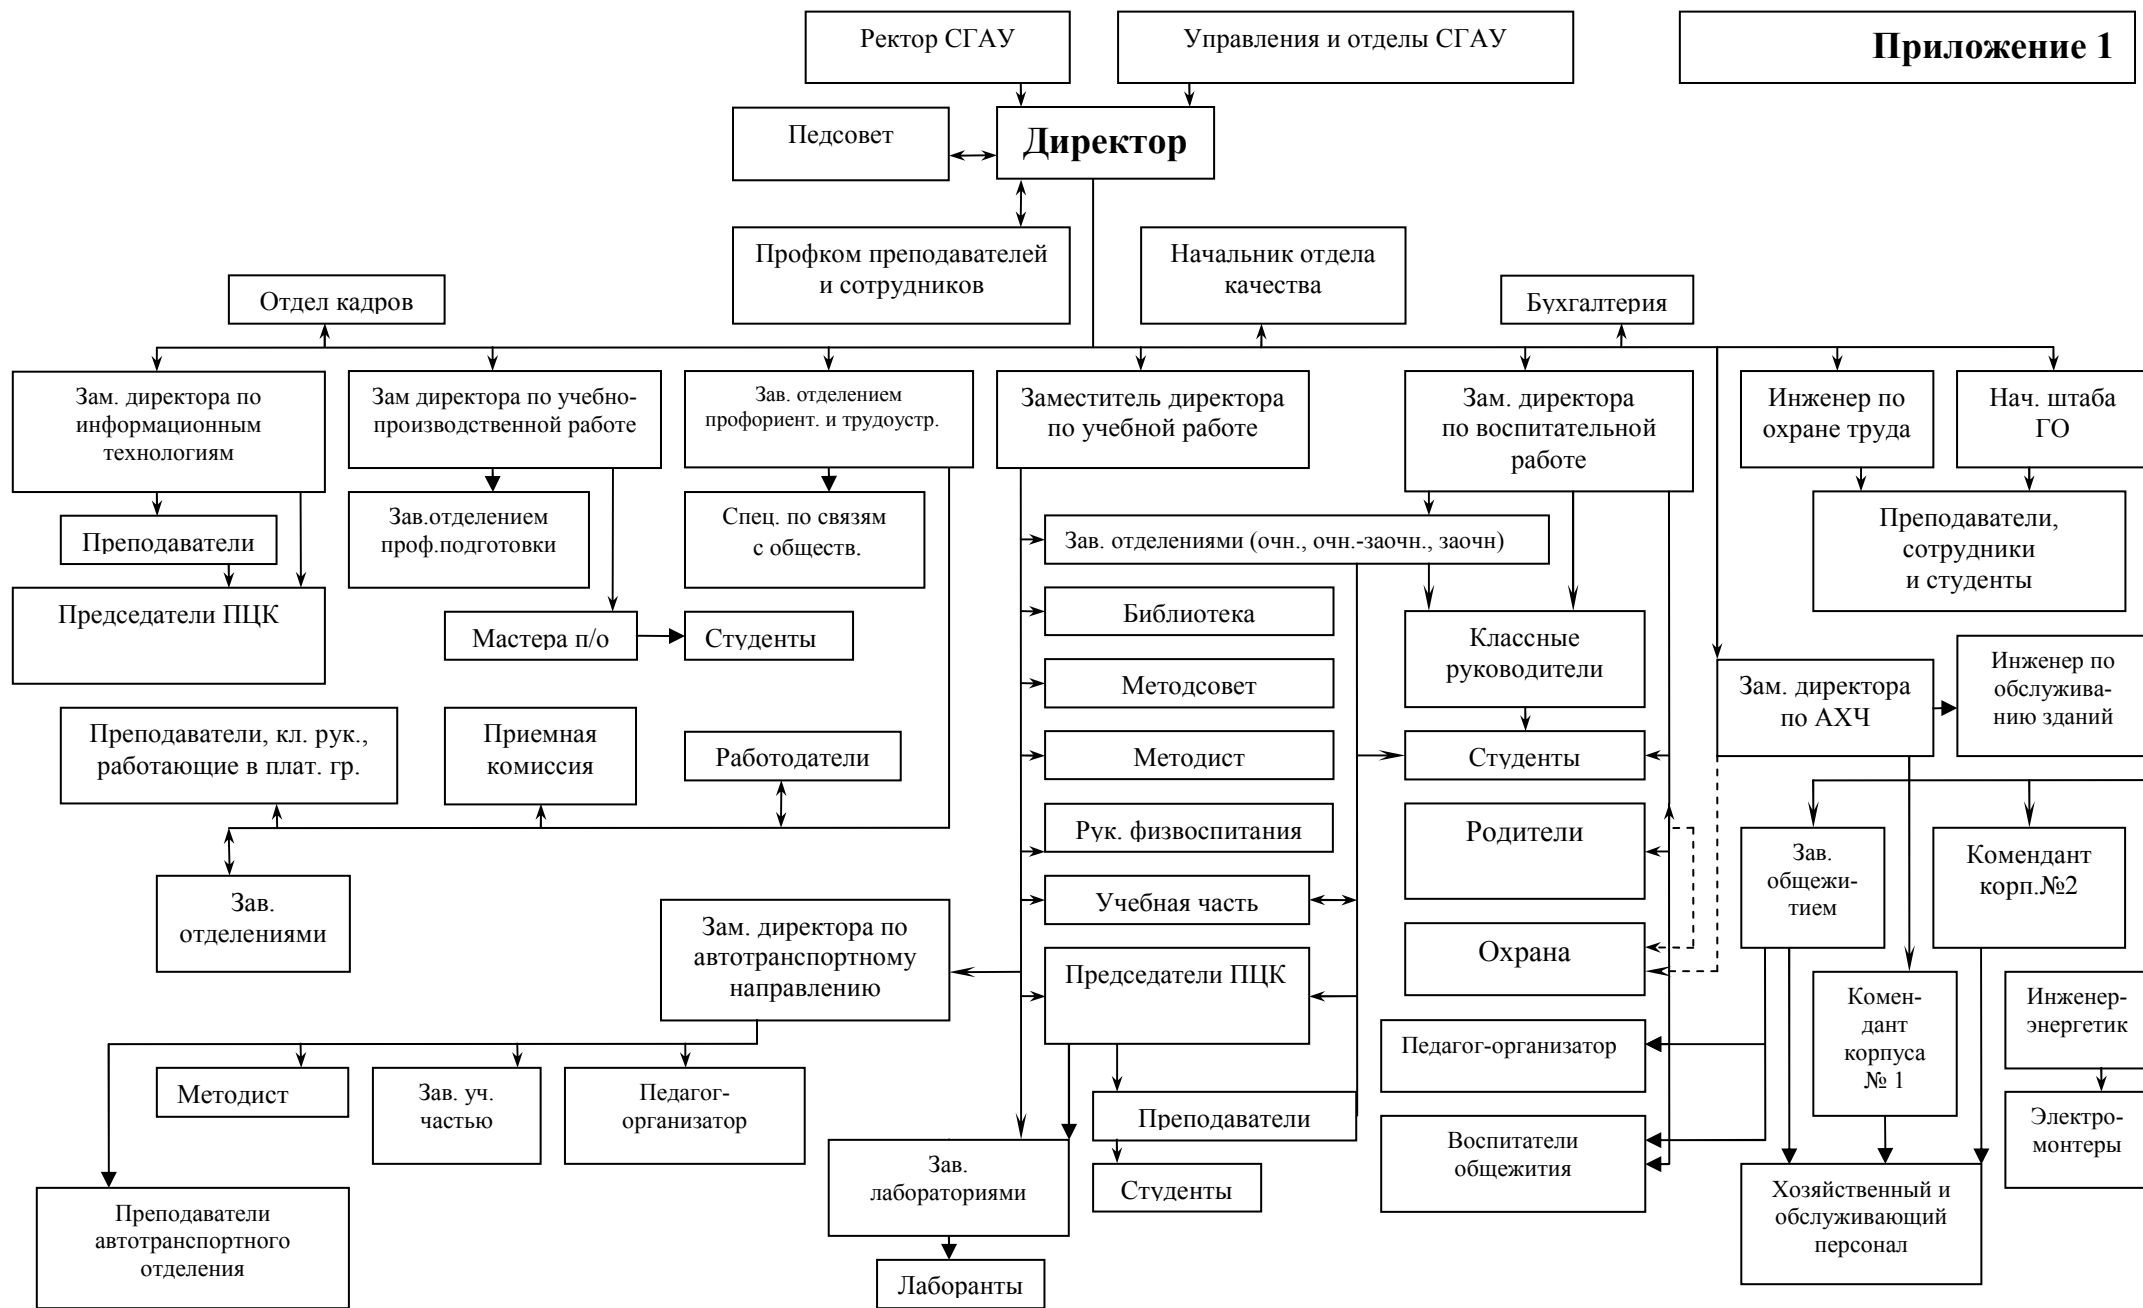 Ректор СГАУ
Управления и отделы СГАУ
Приложение 1
Педсовет
Директор
Профком преподавателей
и сотрудников
Начальник отдела
качества
Отдел кадров
Бухгалтерия
Зам. директора по
информационным
технологиям
Зам директора по учебно-
производственной работе
Зав. отделением
профориент. и трудоустр.
Заместитель директора
по учебной работе
Зам. директора
по воспитательной
работе
Инженер по
охране труда
Нач. штаба
ГО
Преподаватели
Зав.отделением
проф.подготовки
Спец. по связям
с обществ.
Зав. отделениями (очн., очн.-заочн., заочн)
Преподаватели,
сотрудники
и студенты
Председатели ПЦК
Мастера п/о
Студенты
Библиотека
Классные
руководители
Методсовет
Зам. директора
по АХЧ
Инженер по
обслужива-
нию зданий
Преподаватели, кл. рук.,
работающие в плат. гр.
Приемная
комиссия
Работодатели
Методист
Студенты
Рук. физвоспитания
Родители
Зав.
общежи-
тием
Комендант
корп.№2
Зав.
отделениями
Зам. директора по
автотранспортному
направлению
Учебная часть
Охрана
Председатели ПЦК
Комен-
дант
корпуса
№ 1
Инженер-
энергетик
Педагог-организатор
Методист
Зав. уч.
частью
Педагог-
организатор
Преподаватели
Электро-
монтеры
Воспитатели
общежития
Зав.
лабораториями
Студенты
Хозяйственный и
обслуживающий
персонал
Преподаватели
автотранспортного
отделения
Лаборанты